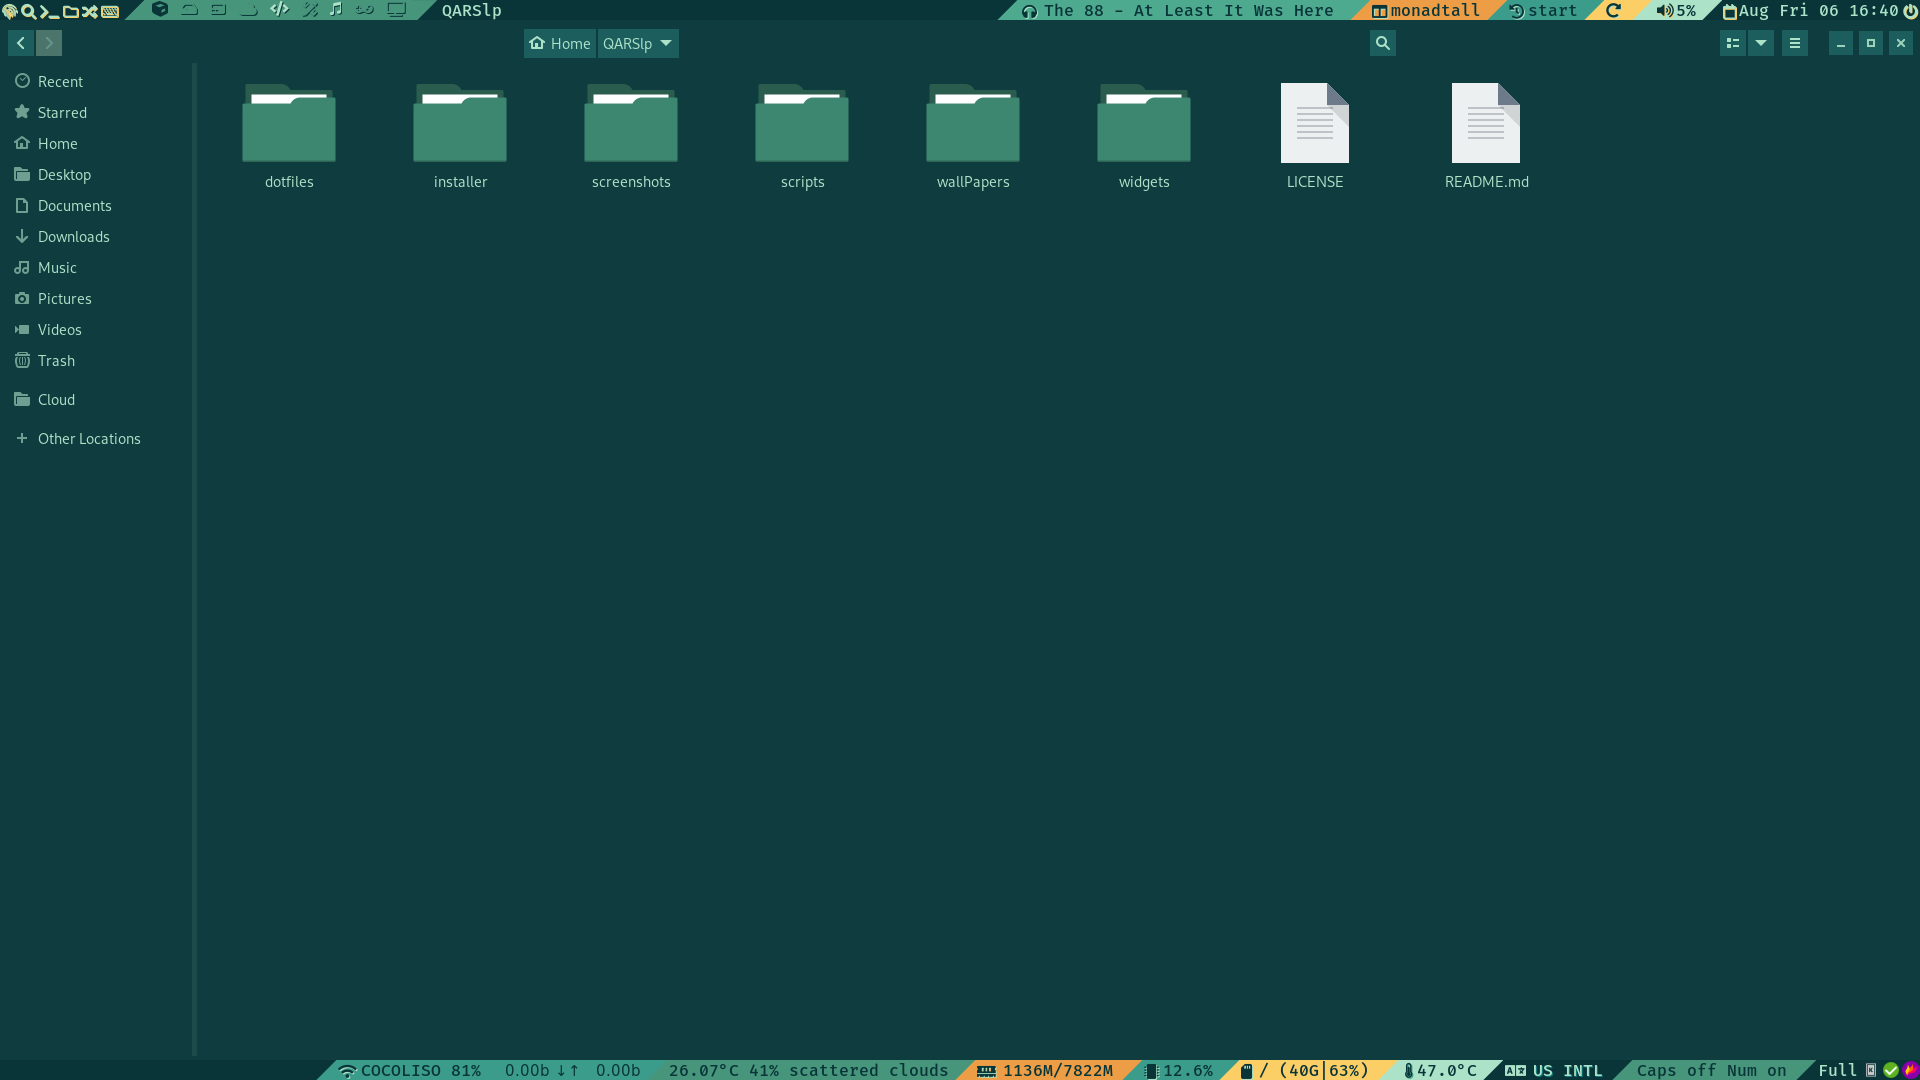 QARSlp
The 88 - At Least It Was Here
monadtall
start
5%
Aug Fri 06 16:40
Home
QARSlp
Recent
Starred
Home
Desktop
Documents
Downloads
Music
Pictures
Videos
Trash
Cloud
Other Locations
dotfiles
installer
screenshots
scripts
wallPapers
widgets
LICENSE
README.md
COCOLISO 81%
0.00b ↓↑ 0.00b
26.07°C 41% scattered clouds
1136M/7822M
12.6%
/ (40G|63%)
47.0°C
US INTL
Caps off Num on
Full